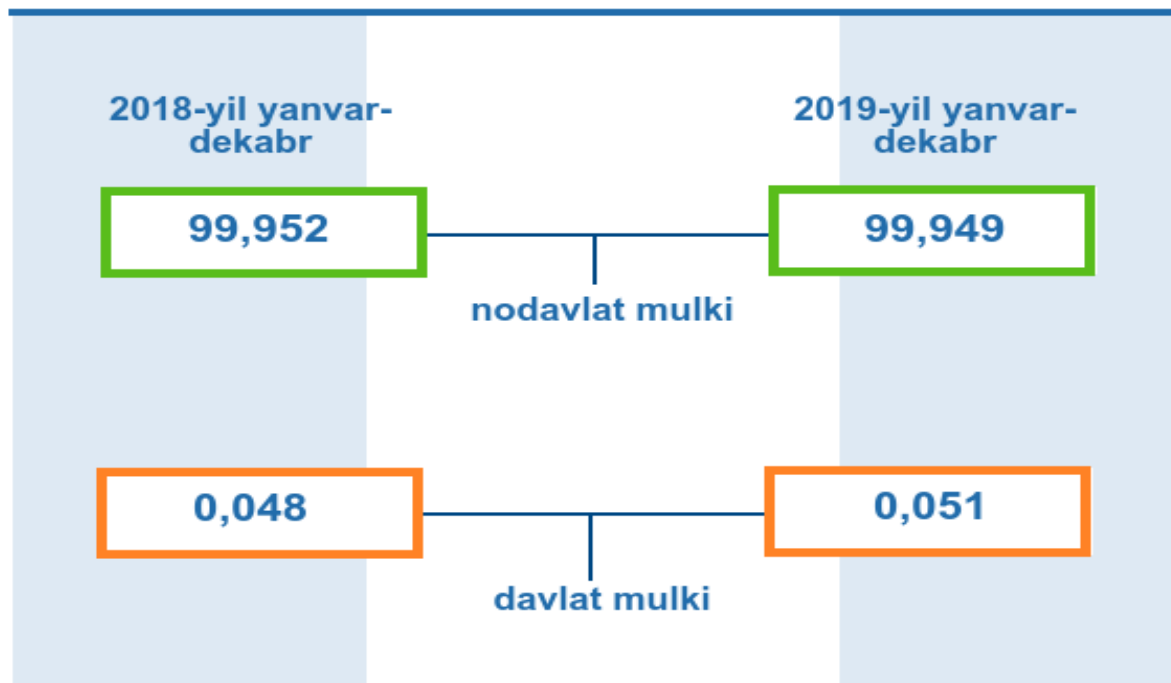 2018-yil yanvar-
dekabr
2019-yil yanvar-
dekabr
99,952
99,949
nodavlat mulki
0,048
0,051
davlat mulki